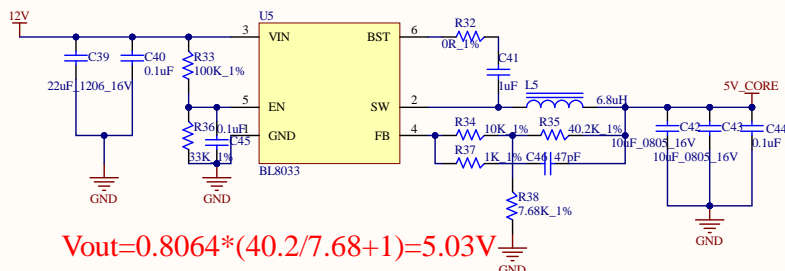 12V
U5
3 VIN
BST 6
R32
0R_1%
C39
22uF_1206_16V
C40
0.1uF
R33
100K_1%
C41
1uF
L5
6.8uH
5V_CORE
5 EN
SW 2
R36
33K_1%
0.1uF
C45
1 GND
FB 4
R34
10K_1%
R35
40.2K_1%
R37
1K_1%
C46
47pF
C42
10uF_0805_16V
C43
10uF_0805_16V
C44
0.1uF
BL8033
R38
7.68K_1%
GND
GND
GND
GND
Vout=0.8064*(40.2/7.68+1)=5.03V